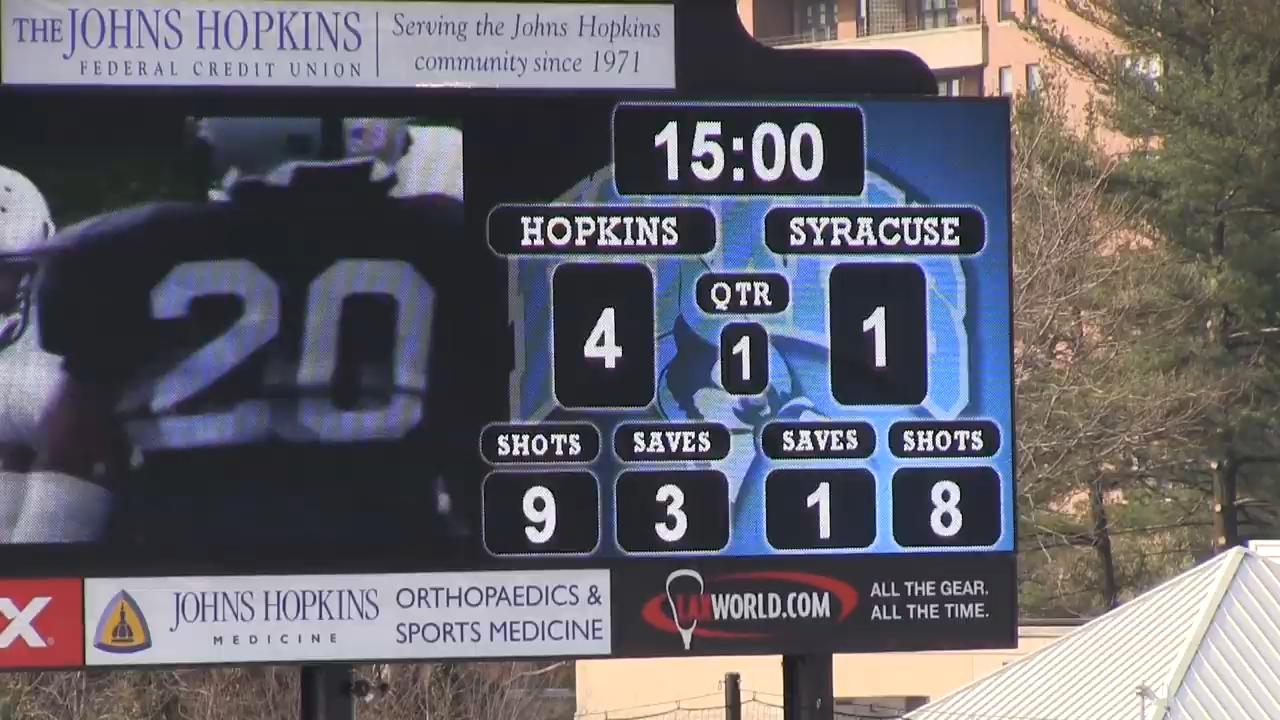 THE JOHNS HOPKINS
FEDERAL CREDIT UNION
Serving the Johns Hopkins
community since 1971
20
15:00
HOPKINS
SYRACUSE
4
QTR
1
1
SHOTS
SAVES
SAVES
SHOTS
9
3
1
8
X
JOHNS HOPKINS
MEDICINE
ORTHOPAEDICS &
SPORTS MEDICINE
LAXWORLD.COM
ALL THE GEAR.
ALL THE TIME.